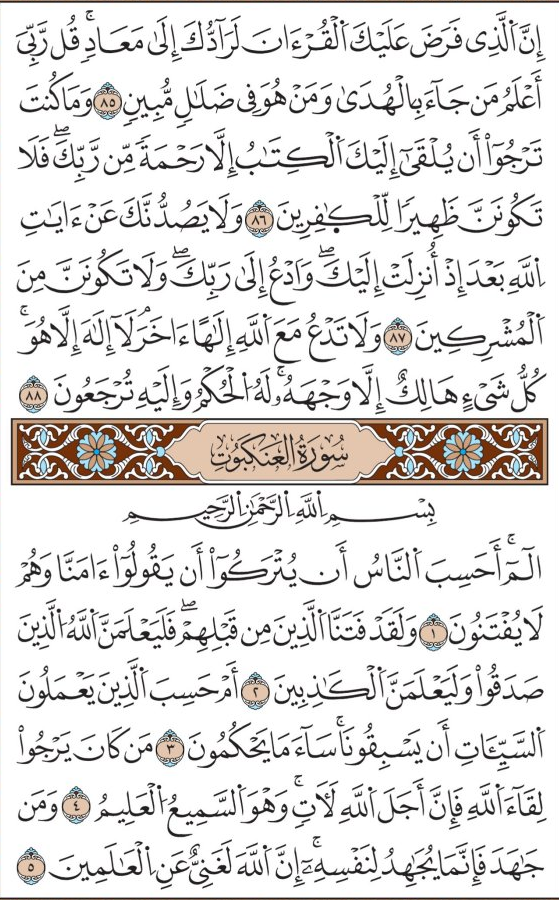 إِنَّ ٱلَّذِى فَرَضَ عَلَيْكَ ٱلْقُرْءَانَ لَرَآدُّكَ إِلَىٰ مَعَادٍۚ قُل رَّبِّىٓ
أَعْلَمُ مَن جَآءَ بِٱلْهُدَىٰ وَمَنْ هُوَ فِى ضَلَٰلٍ مُّبِينٍ ٨٥ وَمَا كُنتَ
تَرْجُوٓا۟ أَن يُلْقَىٰٓ إِلَيْكَ ٱلْكِتَٰبُ إِلَّا رَحْمَةً مِّن رَّبِّكَۖ فَلَا
تَكُونَنَّ ظَهِيرًا لِّلْكَٰفِرِينَ ٨٦ وَلَا يَصُدُّنَّكَ عَنْ ءَايَٰتِ
ٱللَّهِ بَعْدَ إِذْ أُنزِلَتْ إِلَيْكَۖ وَٱدْعُ إِلَىٰ رَبِّكَۖ وَلَا تَكُونَنَّ مِنَ
ٱلْمُشْرِكِينَ ٨٧ وَلَا تَدْعُ مَعَ ٱللَّهِ إِلَٰهًا ءَاخَرَۘ لَآ إِلَٰهَ إِلَّا هُوَۚ
كُلُّ شَىْءٍ هَالِكٌ إِلَّا وَجْهَهُۥۚ لَهُ ٱلْحُكْمُ وَإِلَيْهِ تُرْجَعُونَ ٨٨
سُورَةُ العَنكَبُوت
بِسْمِ ٱللَّهِ ٱلرَّحْمَٰنِ ٱلرَّحِيمِ
الٓمٓۚ أَحَسِبَ ٱلنَّاسُ أَن يُتْرَكُوٓا۟ أَن يَقُولُوٓا۟ ءَامَنَّا وَهُمْ
لَا يُفْتَنُونَ ١ وَلَقَدْ فَتَنَّا ٱلَّذِينَ مِن قَبْلِهِمْۖ فَلَيَعْلَمَنَّ ٱللَّهُ ٱلَّذِينَ
صَدَقُوا۟ وَلَيَعْلَمَنَّ ٱلْكَٰذِبِينَ ٢ أَمْ حَسِبَ ٱلَّذِينَ يَعْمَلُونَ
ٱلسَّيِّـَٔاتِ أَن يَسْبِقُونَاۚ سَآءَ مَا يَحْكُمُونَ ٣ مَن كَانَ يَرْجُوا۟
لِقَآءَ ٱللَّهِ فَإِنَّ أَجَلَ ٱللَّهِ لَءَاتٍۚ وَهُوَ ٱلسَّمِيعُ ٱلْعَلِيمُ ٤ وَمَن
جَٰهَدَ فَإِنَّمَا يُجَٰهِدُ لِنَفْسِهِۦٓۚ إِنَّ ٱللَّهَ لَغَنِىٌّ عَنِ ٱلْعَٰلَمِينَ ٥